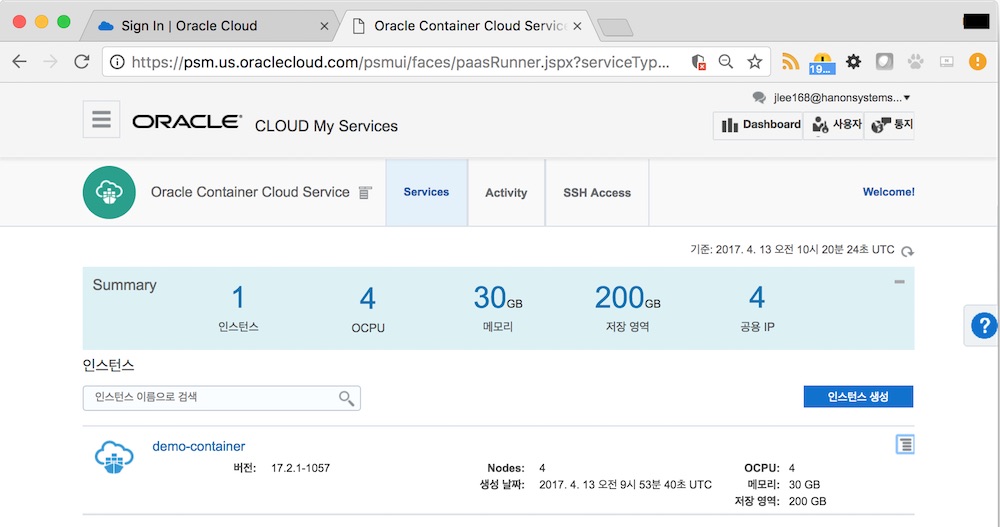 Sign In | Oracle Cloud
Oracle Container Cloud Service
https://psm.us.oraclecloud.com/psmui/faces/paasRunner.jspx?serviceTyp...
19...
jlee168@hanonsystems...
ORACLE CLOUD My Services
Dashboard 사용자 통지
Oracle Container Cloud Service Services Activity SSH Access Welcome!
기준: 2017. 4. 13 오전 10시 20분 24초 UTC
Summary
1 4 30GB 200GB 4
인스턴스 OCPU 메모리 저장 영역 공용 IP
?
인스턴스
인스턴스 이름으로 검색 인스턴스 생성
demo-container
버전: 17.2.1-1057 Nodes: 4 OCPU: 4
생성 날짜: 2017. 4. 13 오전 9시 53분 40초 UTC 메모리: 30 GB
저장 영역: 200 GB